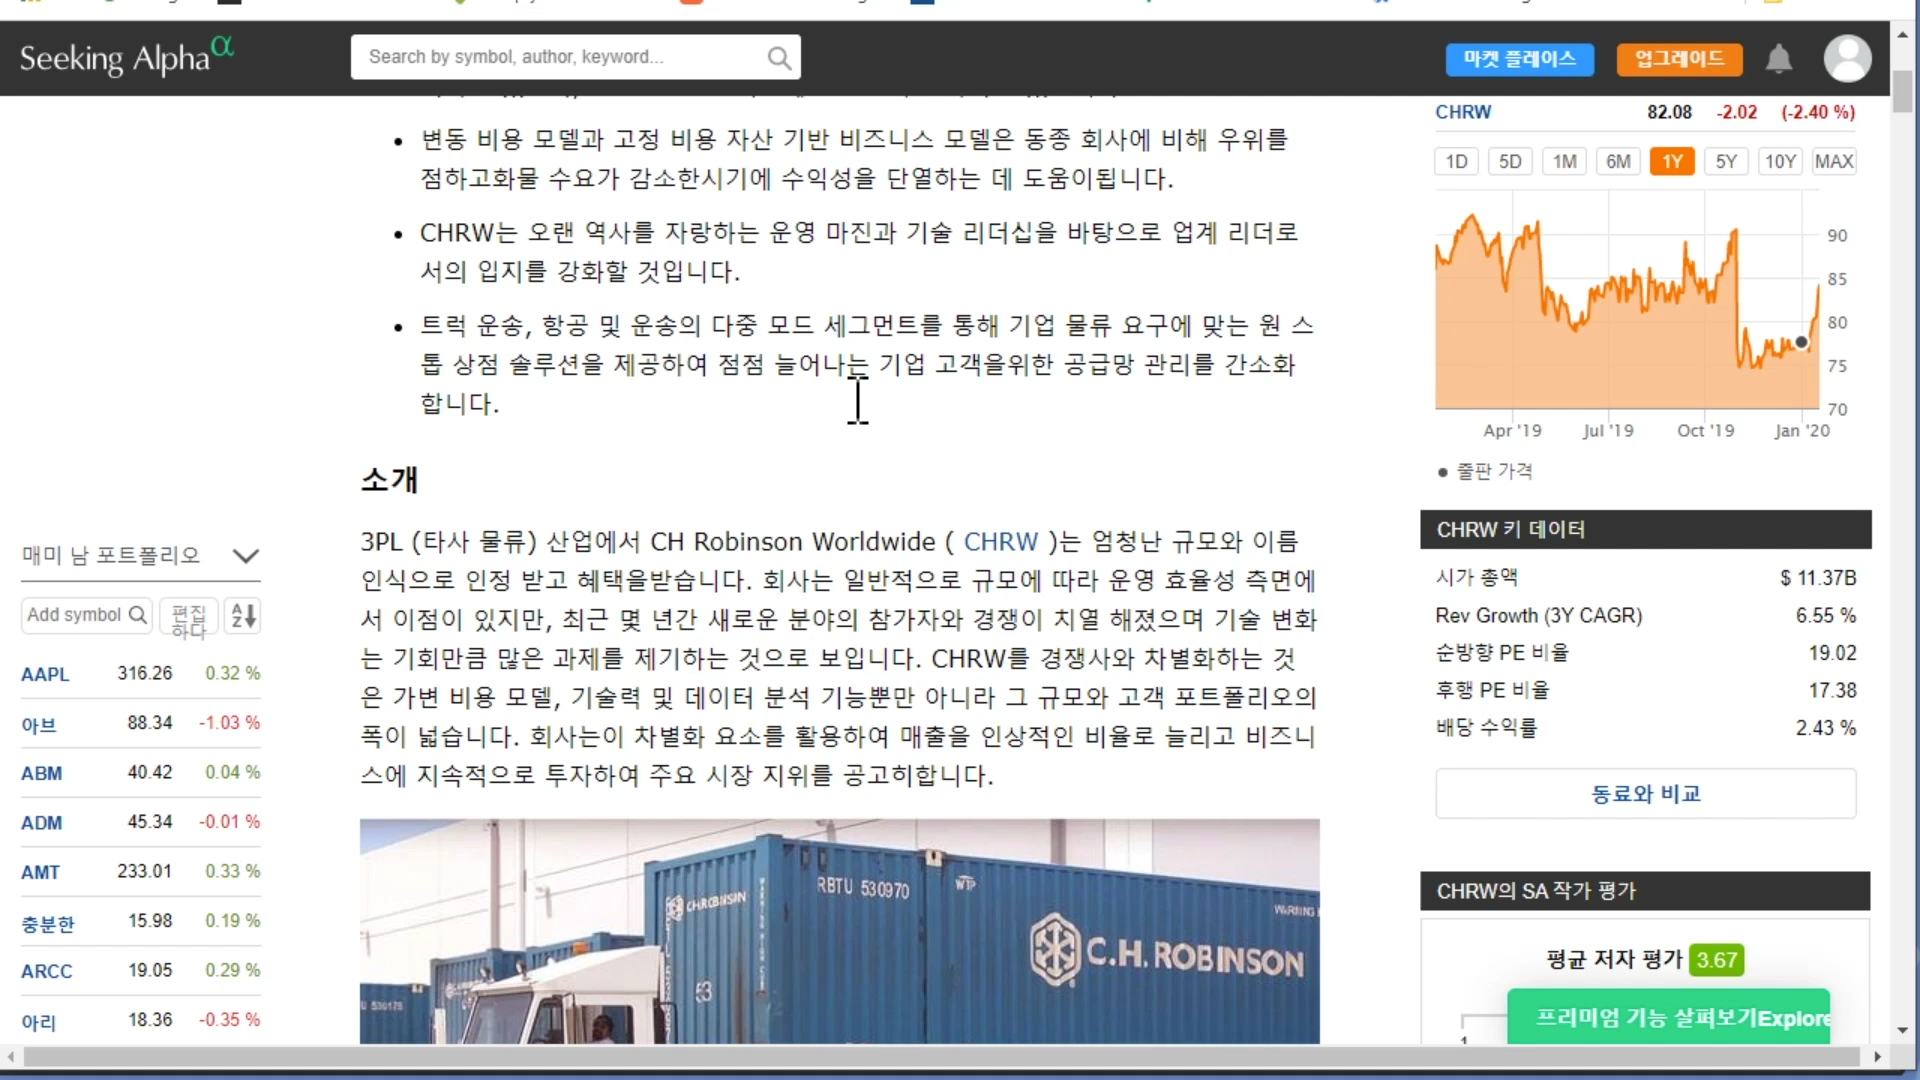 Seeking Alpha α
Search by symbol, author, keyword...
마켓 플레이스
업그레이드
변동 비용 모델과 고정 비용 자산 기반 비즈니스 모델은 동종 회사에 비해 우위를
점하고화물 수요가 감소한시기에 수익성을 단열하는 데 도움이됩니다.
CHRW는 오랜 역사를 자랑하는 운영 마진과 기술 리더십을 바탕으로 업계 리더로
서의 입지를 강화할 것입니다.
트럭 운송, 항공 및 운송의 다중 모드 세그먼트를 통해 기업 물류 요구에 맞는 원 스
톱 상점 솔루션을 제공하여 점점 늘어나는 기업 고객을위한 공급망 관리를 간소화
합니다.
소개
3PL (타사 물류) 산업에서 CH Robinson Worldwide ( CHRW )는 엄청난 규모와 이름
인식으로 인정 받고 혜택을받습니다. 회사는 일반적으로 규모에 따라 운영 효율성 측면에
서 이점이 있지만, 최근 몇 년간 새로운 분야의 참가자와 경쟁이 치열 해졌으며 기술 변화
는 기회만큼 많은 과제를 제기하는 것으로 보입니다. CHRW를 경쟁사와 차별화하는 것
은 가변 비용 모델, 기술력 및 데이터 분석 기능뿐만 아니라 그 규모와 고객 포트폴리오의
폭이 넓습니다. 회사는이 차별화 요소를 활용하여 매출을 인상적인 비율로 늘리고 비즈니
스에 지속적으로 투자하여 주요 시장 지위를 공고히합니다.
RBTU 530970
WTP
WARNING
C.H.ROBINSON
C.H. ROBINSON
53
매미 남 포트폴리오
Add symbol
편집
하다
A
Z
AAPL 316.26 0.32 %
아브 88.34 -1.03 %
ABM 40.42 0.04 %
ADM 45.34 -0.01 %
AMT 233.01 0.33 %
충분한 15.98 0.19 %
ARCC 19.05 0.29 %
아리 18.36 -0.35 %
CHRW 82.08 -2.02 (-2.40 %)
1D 5D 1M 6M 1Y 5Y 10Y MAX
90
85
80
75
70
Apr '19 Jul '19 Oct '19 Jan '20
출판 가격
CHRW 키 데이터
시가 총액 $ 11.37B
Rev Growth (3Y CAGR) 6.55 %
순방향 PE 비율 19.02
후행 PE 비율 17.38
배당 수익률 2.43 %
동료와 비교
CHRW의 SA 작가 평가
평균 저자 평가 3.67
프리미엄 기능 살펴보기Explore
1